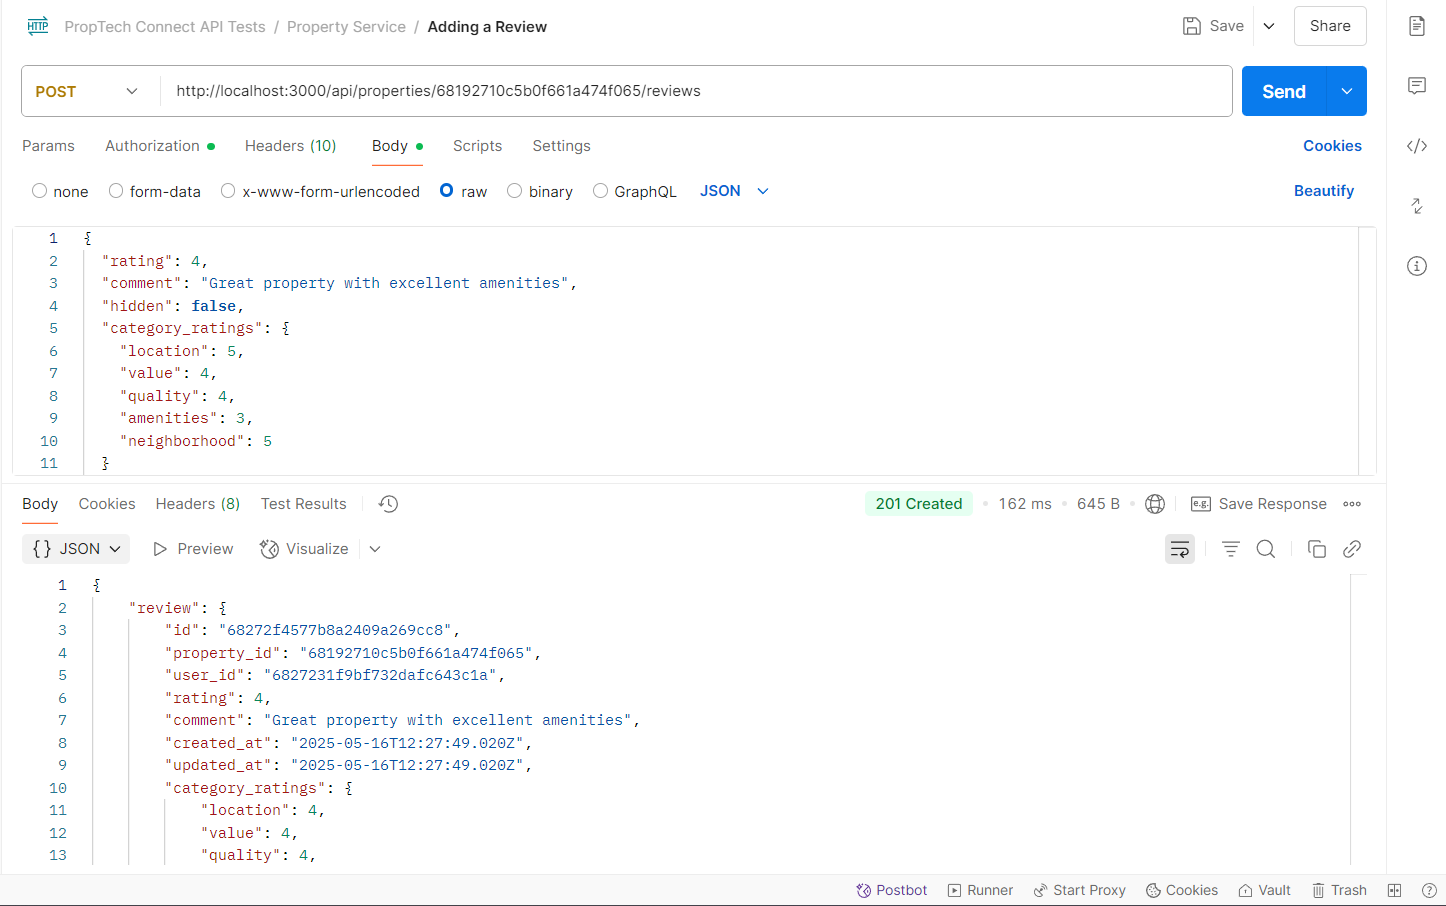 HTTP PropTech Connect API Tests / Property Service / Adding a Review Save Share
POST http://localhost:3000/api/properties/68192710c5b0f661a474f065/reviews Send
Params Authorization Headers (10) Body Scripts Settings Cookies
none form-data x-www-form-urlencoded raw binary GraphQL JSON Beautify
1 {
2 "rating": 4,
3 "comment": "Great property with excellent amenities",
4 "hidden": false,
5 "category_ratings": {
6 "location": 5,
7 "value": 4,
8 "quality": 4,
9 "amenities": 3,
10 "neighborhood": 5
11 }
Body Cookies Headers (8) Test Results 201 Created • 162 ms • 645 B • e.g. Save Response
{} JSON Preview Visualize
1 {
2 "review": {
3 "id": "68272f4577b8a2409a269cc8",
4 "property_id": "68192710c5b0f661a474f065",
5 "user_id": "6827231f9bf732dafc643c1a",
6 "rating": 4,
7 "comment": "Great property with excellent amenities",
8 "created_at": "2025-05-16T12:27:49.020Z",
9 "updated_at": "2025-05-16T12:27:49.020Z",
10 "category_ratings": {
11 "location": 4,
12 "value": 4,
13 "quality": 4,
Postbot Runner Start Proxy Cookies Vault Trash